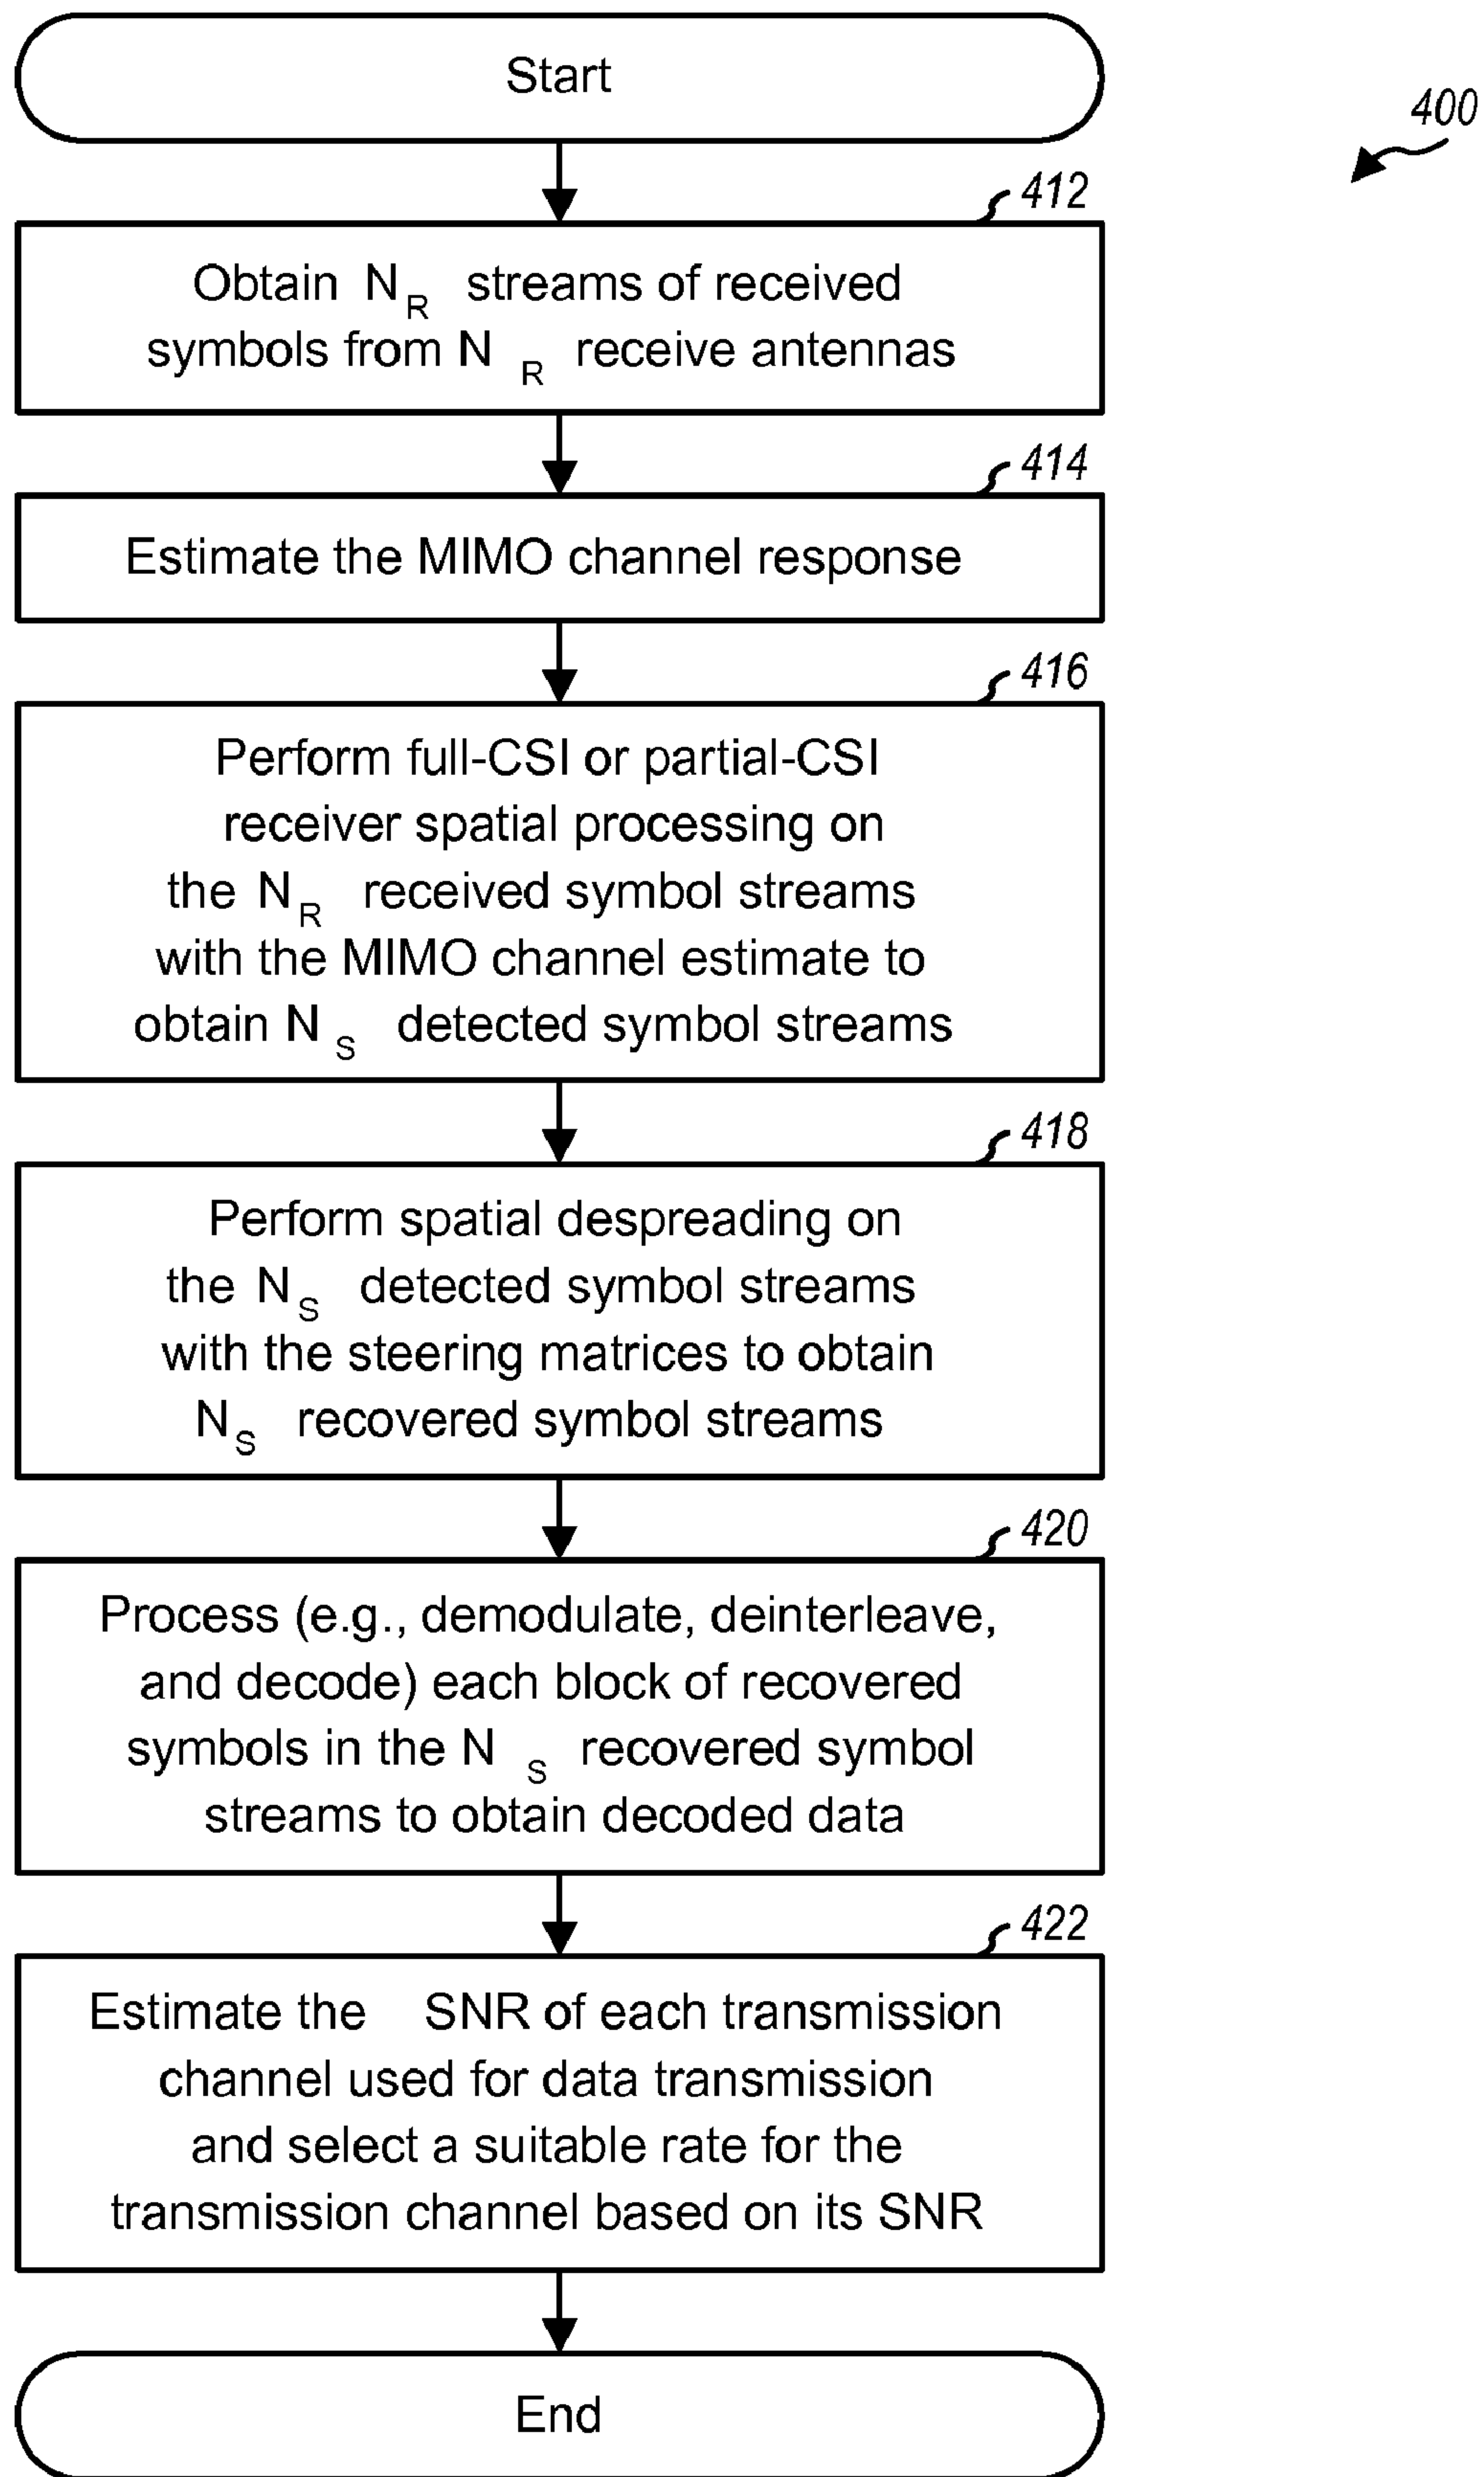 Start
400
412
Obtain N_R streams of received
symbols from N_R receive antennas
414
Estimate the MIMO channel response
416
Perform full-CSI or partial-CSI
receiver spatial processing on
the N_R received symbol streams
with the MIMO channel estimate to
obtain N_S detected symbol streams
418
Perform spatial despreading on
the N_S detected symbol streams
with the steering matrices to obtain
N_S recovered symbol streams
420
Process (e.g., demodulate, deinterleave,
and decode) each block of recovered
symbols in the N_S recovered symbol
streams to obtain decoded data
422
Estimate the SNR of each transmission
channel used for data transmission
and select a suitable rate for the
transmission channel based on its SNR
End